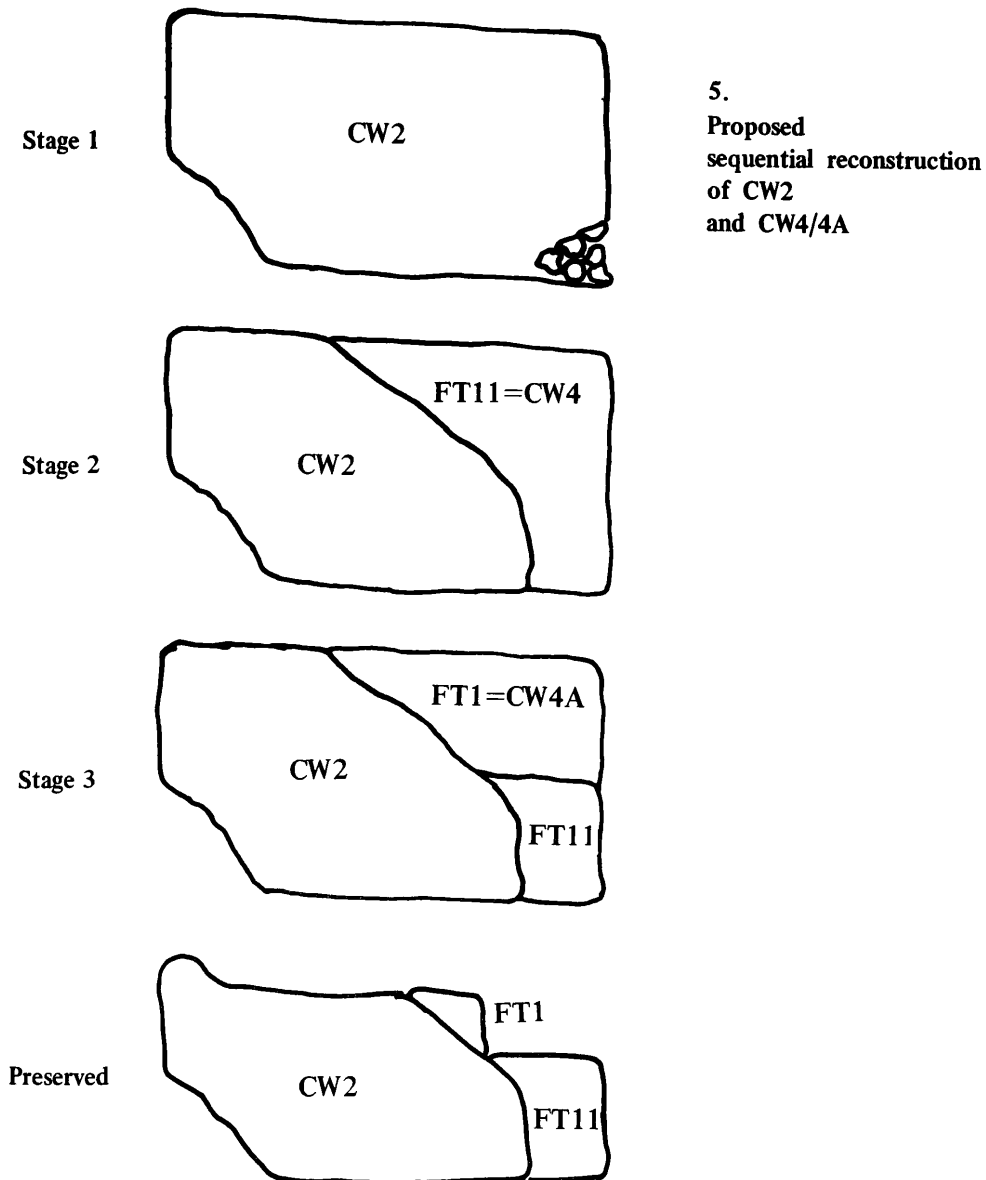 Stage 1
CW2
5.
Proposed
sequential reconstruction
of CW2
and CW4/4A
Stage 2
FT11=CW4
CW2
Stage 3
FT1=CW4A
CW2
FT11
Preserved
FT1
CW2
FT11